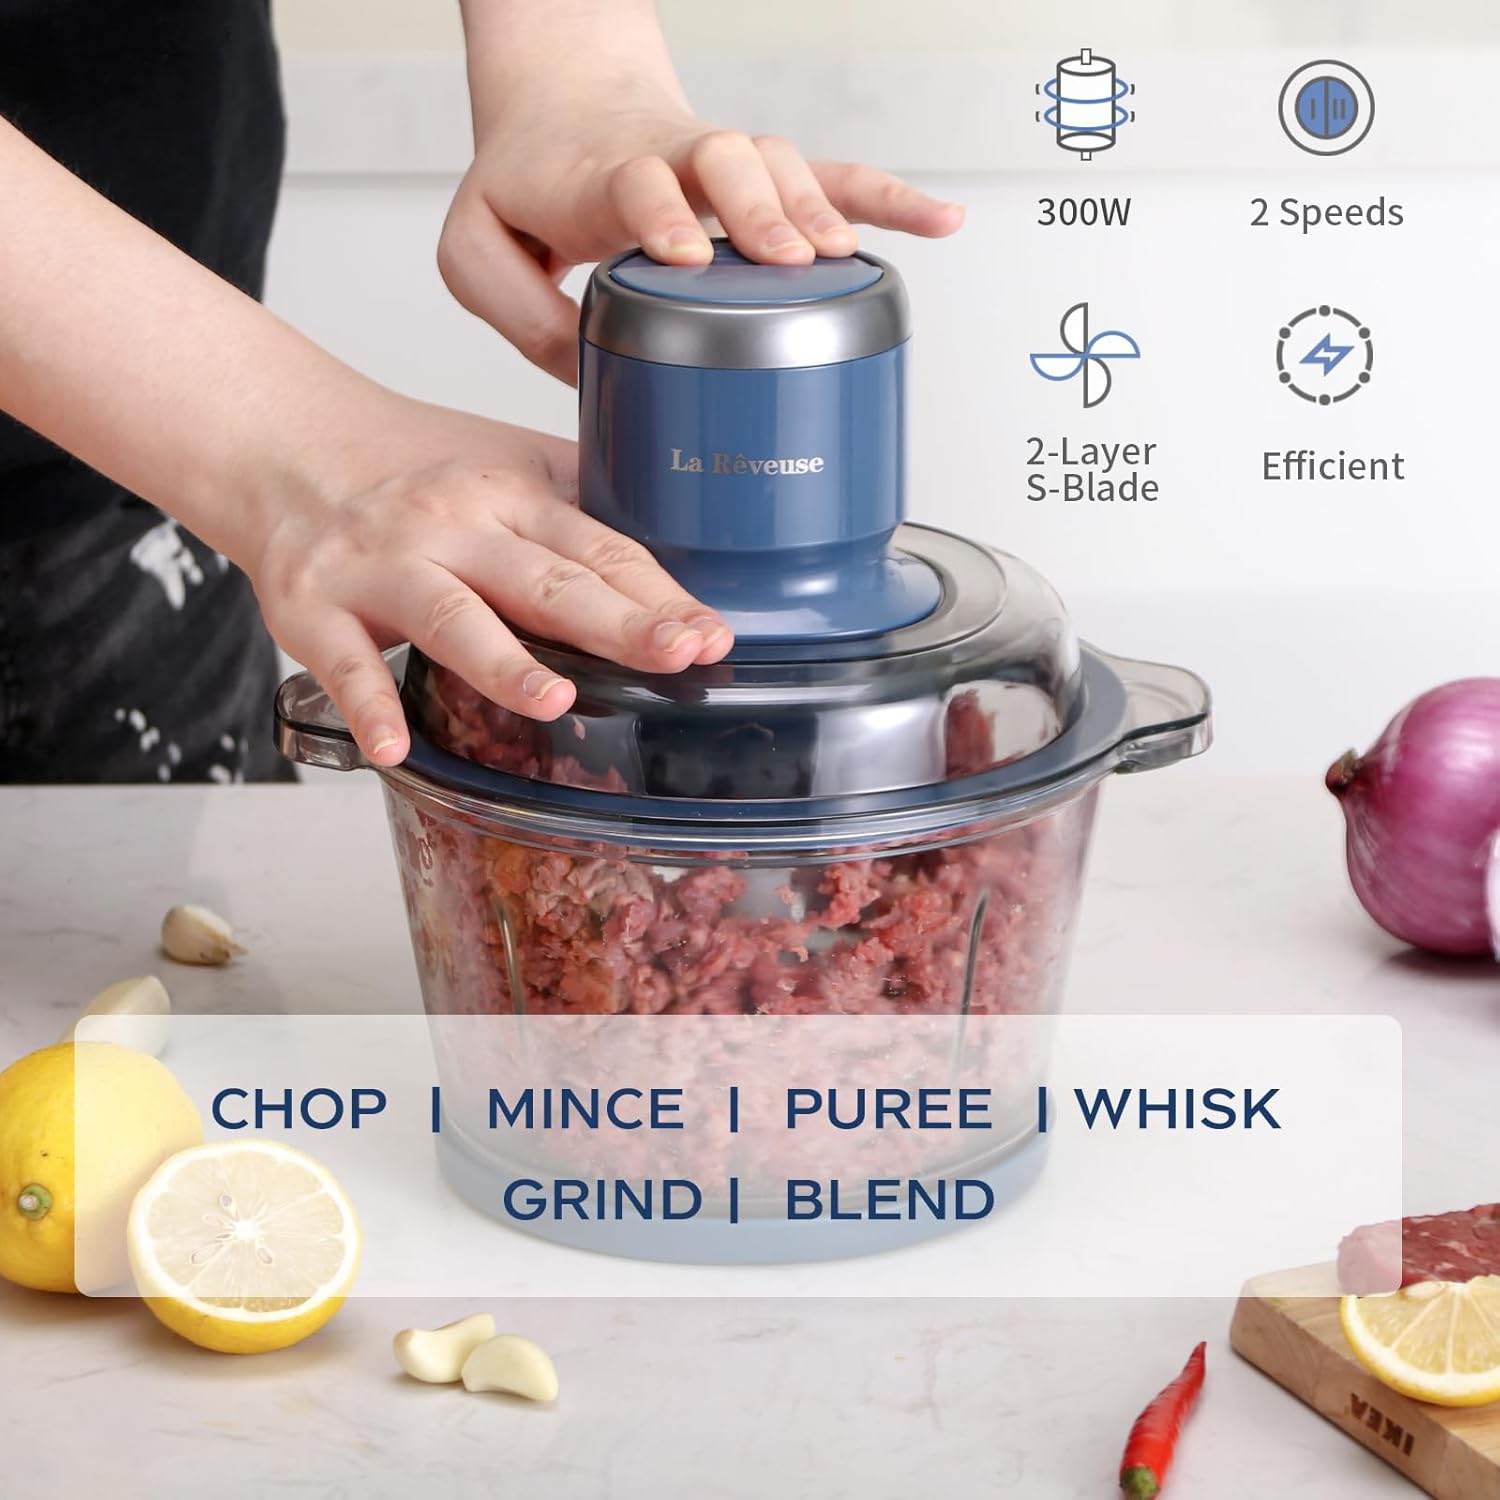 300W
2 Speeds
2-Layer
S-Blade
Efficient
La Rêveuse
CHOP | MINCE | PUREE | WHISK
GRIND | BLEND
IKEA